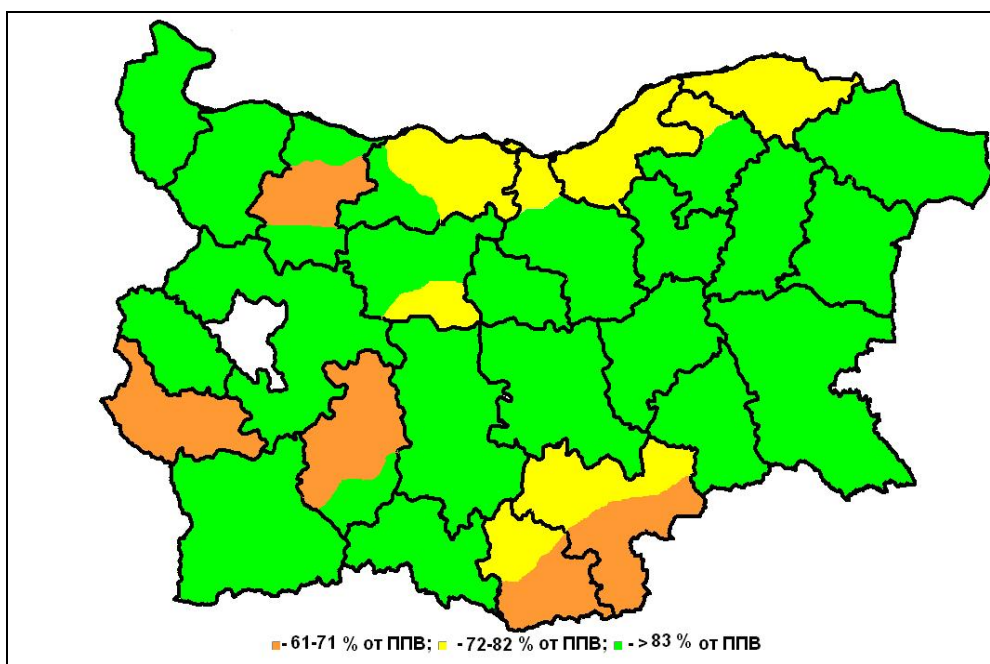 - 61-71 % от ППВ; - 72-82 % от ППВ; - > 83 % от ППВ